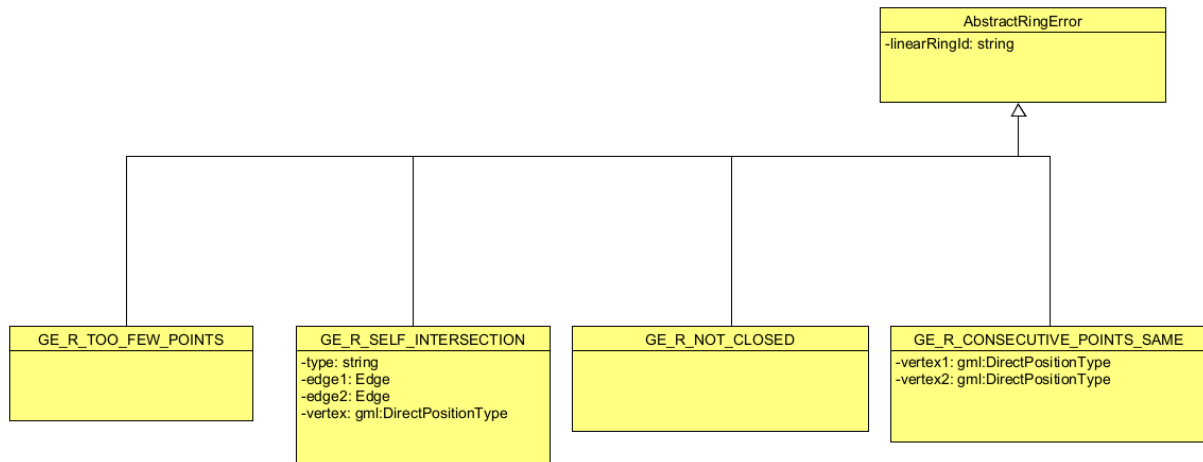 AbstractRingError
-linearRingId: string
GE_R_TOO_FEW_POINTS
GE_R_SELF_INTERSECTION
-type: string
-edge1: Edge
-edge2: Edge
-vertex: gml:DirectPositionType
GE_R_NOT_CLOSED
GE_R_CONSECUTIVE_POINTS_SAME
-vertex1: gml:DirectPositionType
-vertex2: gml:DirectPositionType